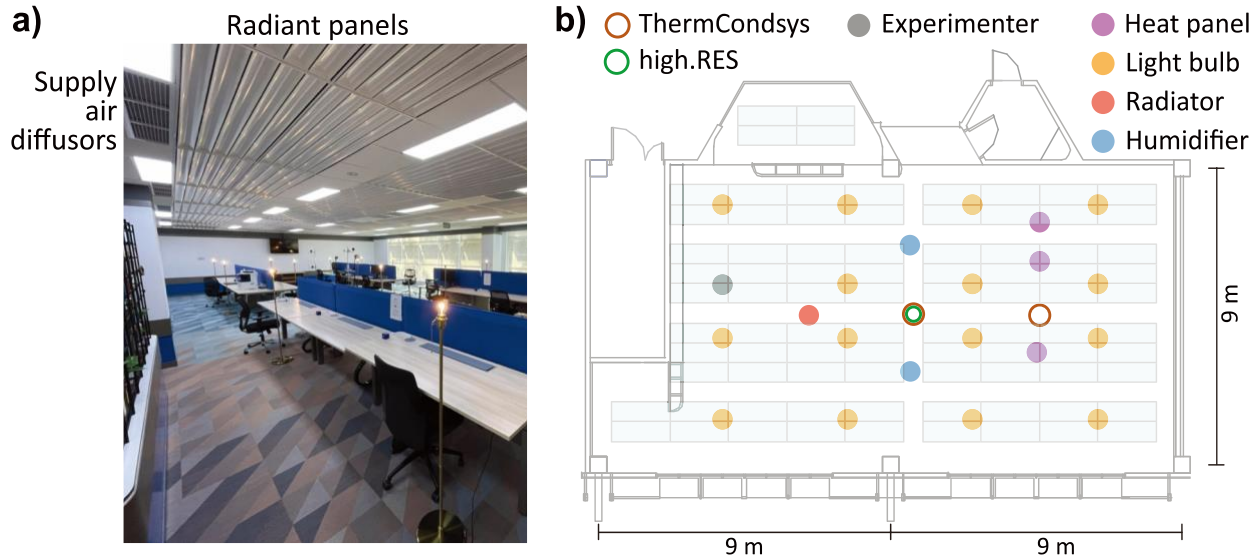 a)
Radiant panels
Supply
air
diffusors
b)
ThermCondsys
high.RES
Experimenter
Heat panel
Light bulb
Radiator
Humidifier
9 m
9 m
9 m